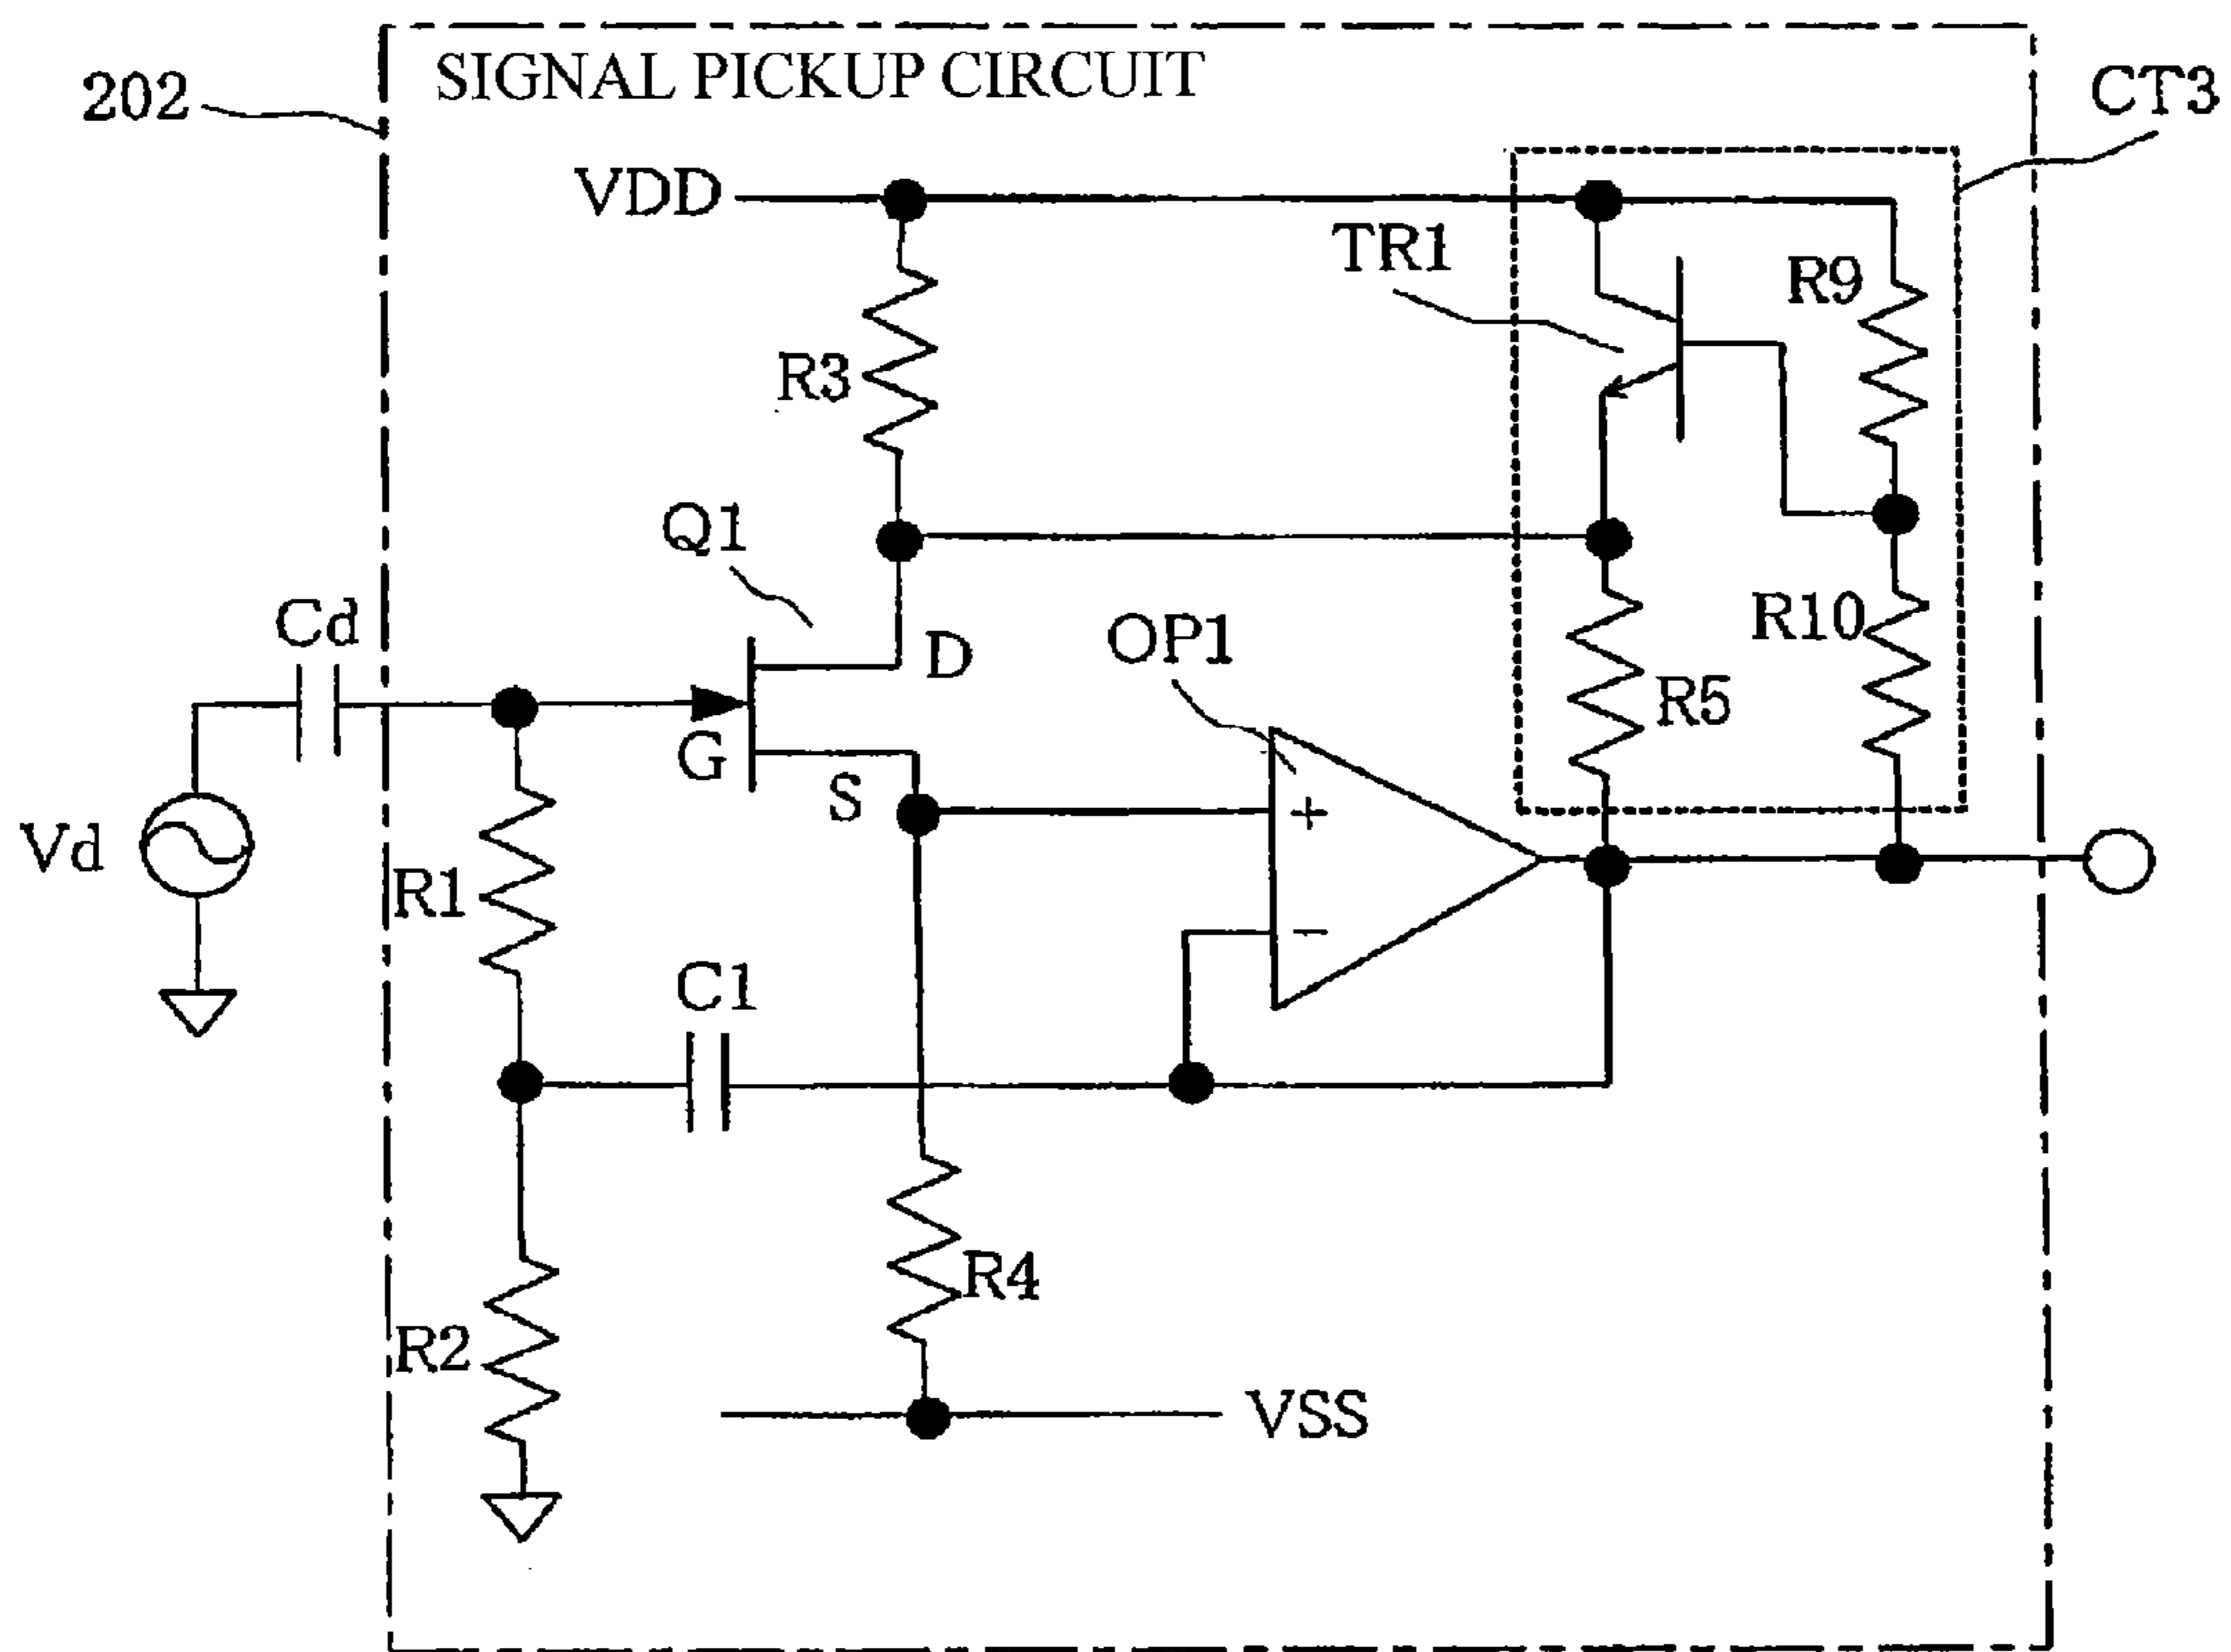 SIGNAL PICKUP CIRCUIT
202
CT3
VDD
TR1
R9
R3
Q1
Cd
D
OP1
R10
R5
G
S
+
Vd
R1
−
C1
R4
R2
VSS